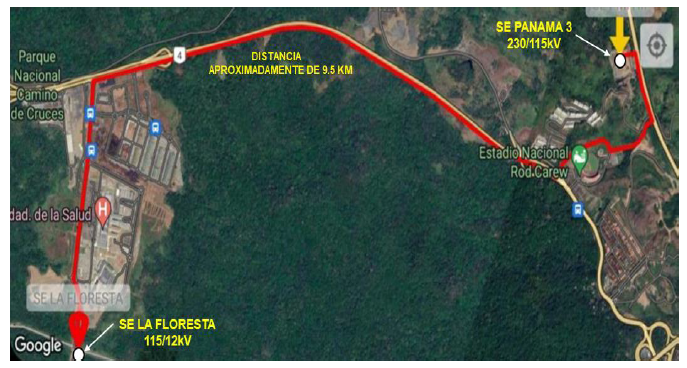 SE PANAMA 3
230/115kV
4
DISTANCIA
APROXIMADAMENTE DE 9.5 KM
Parque
Nacional
Camino
de Cruces
Estadio Nacional
Rod Carew
dad. de la Salud
H
SE LA FLORESTA
SE LA FLORESTA
115/12kV
Google